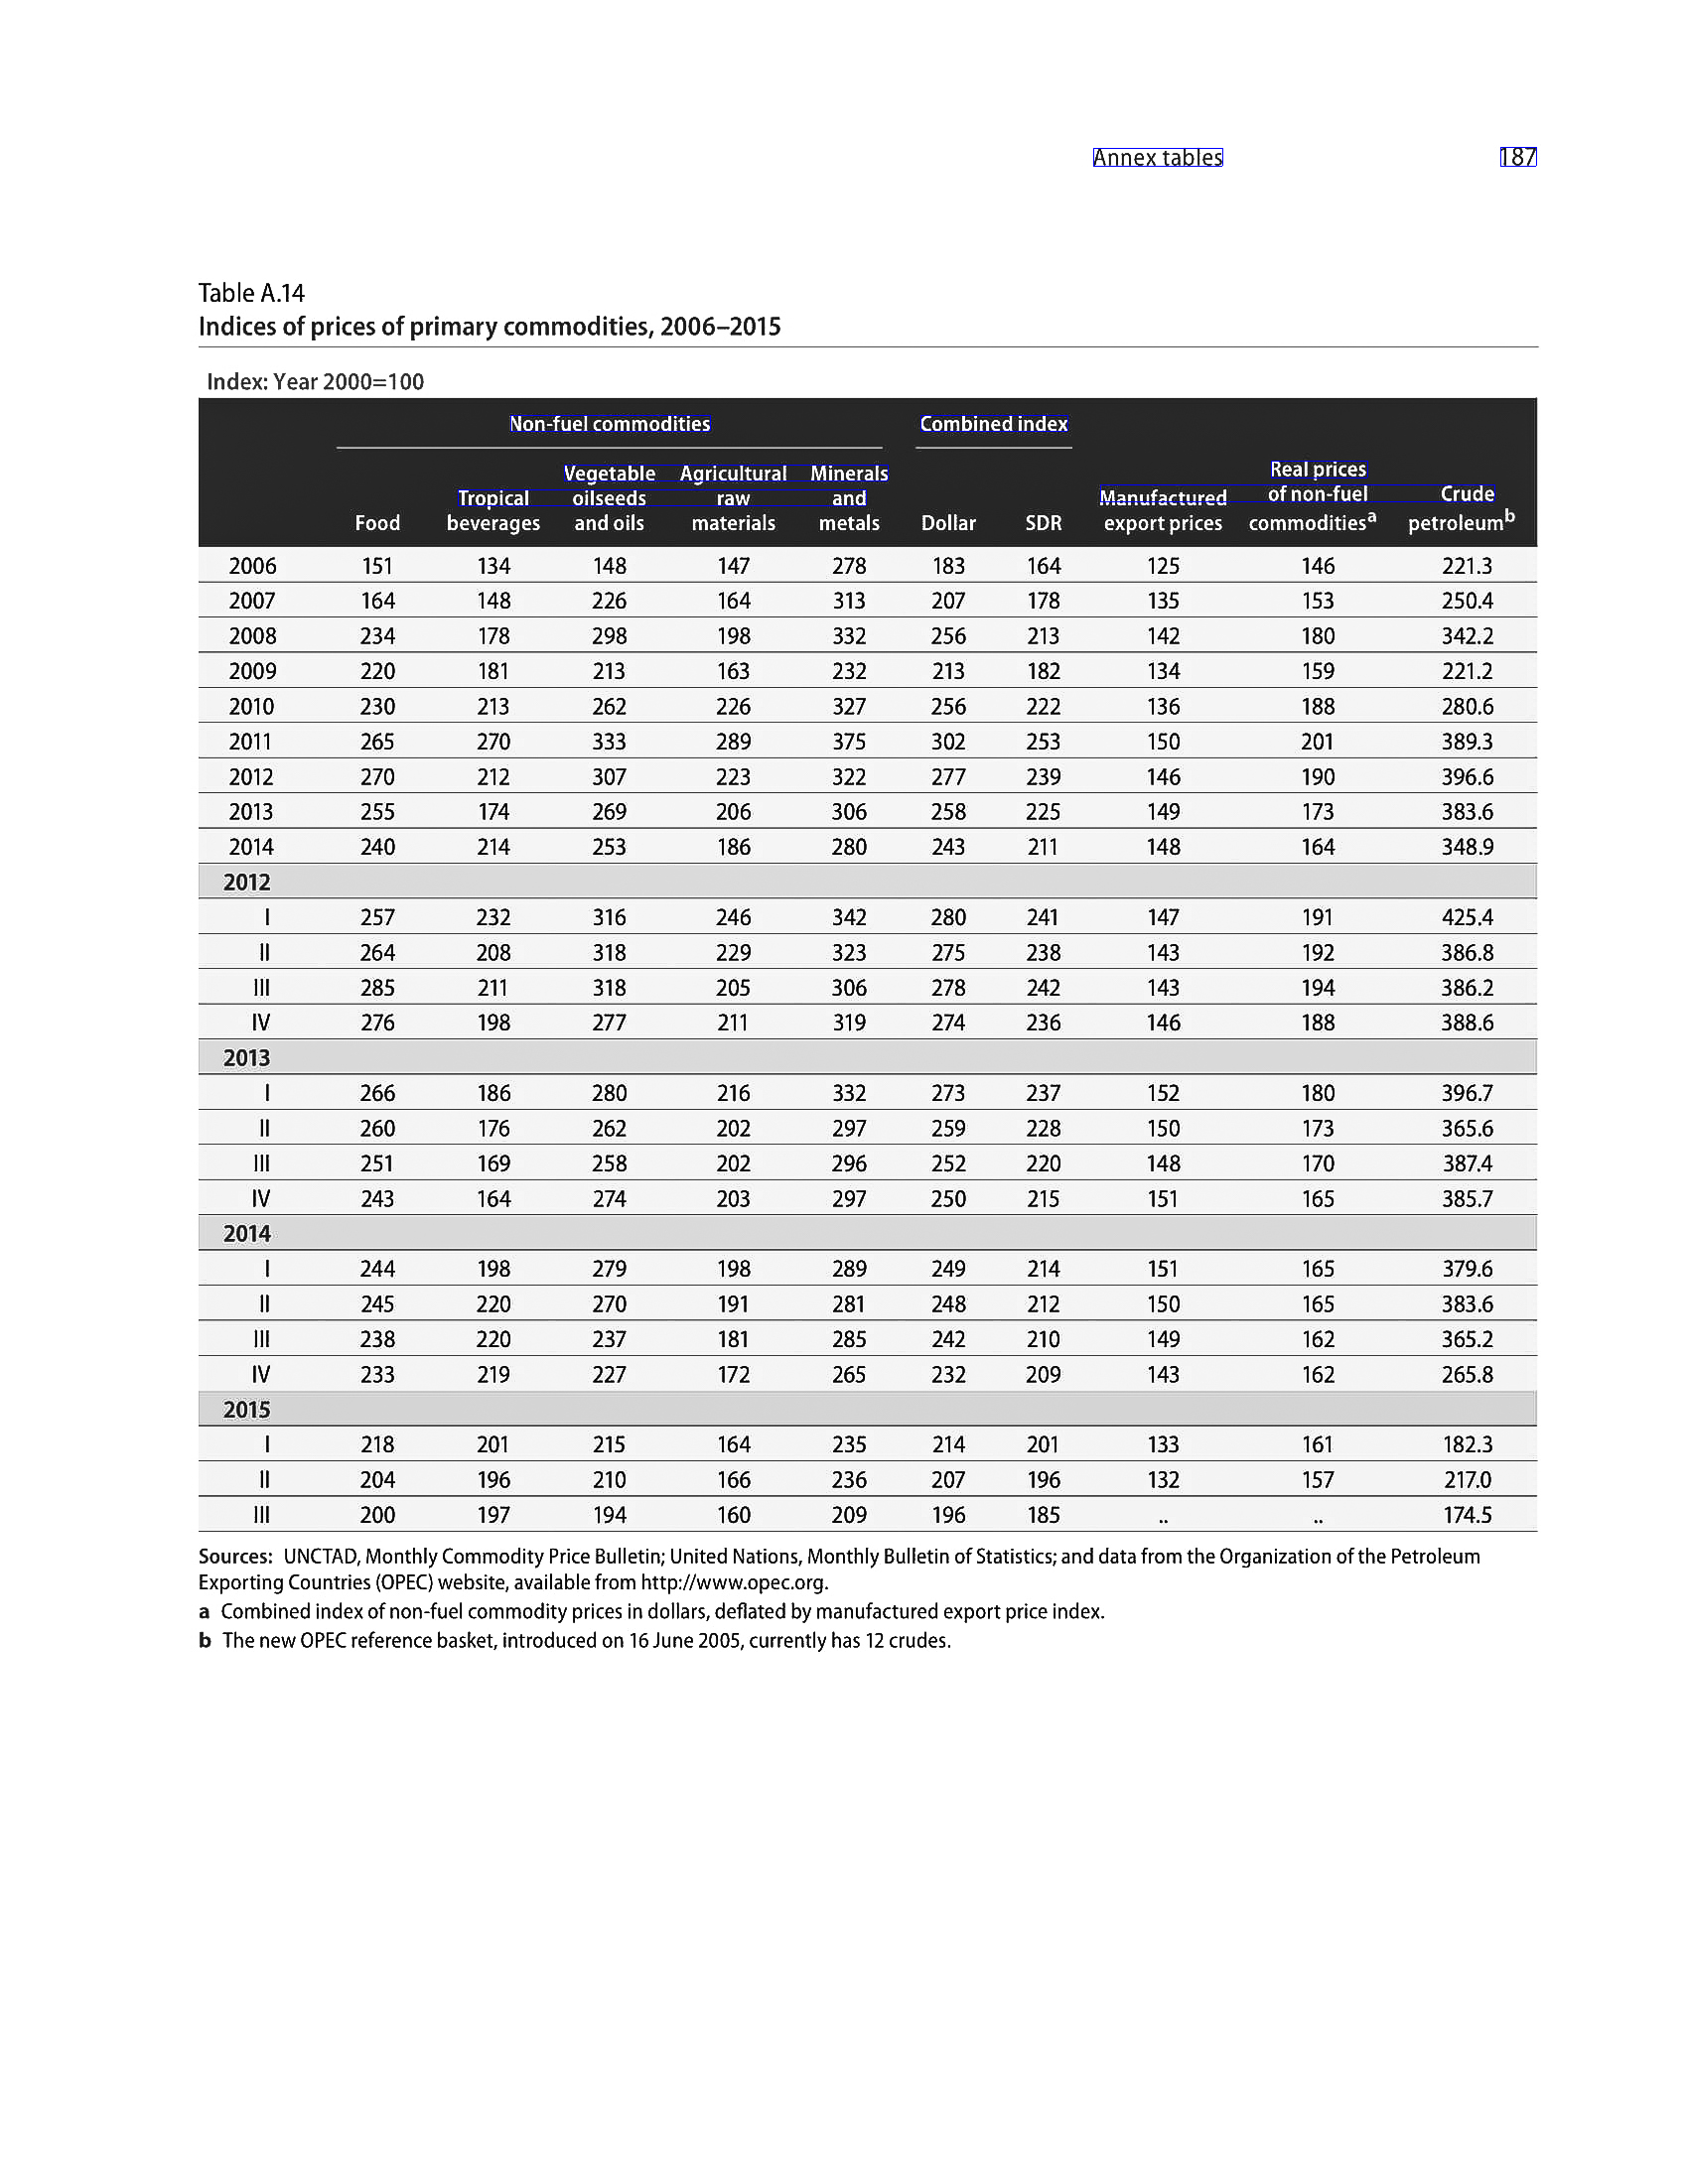 Annex tables 187
Table A.14
Indices of prices of primary commodities, 2006–2015
Index: Year 2000=100
Non-fuel commodities Combined index
Food Tropical beverages Vegetable oilseeds and oils Agricultural raw materials Minerals and metals Dollar SDR Manufactured export prices Real prices of non-fuel commodities a Crude petroleum b
2006 151 134 148 147 278 183 164 125 146 221.3
2007 164 148 226 164 313 207 178 135 153 250.4
2008 234 178 298 198 332 256 213 142 180 342.2
2009 220 181 213 163 232 213 182 134 159 221.2
2010 230 213 262 226 327 256 222 136 188 280.6
2011 265 270 333 289 375 302 253 150 201 389.3
2012 270 212 307 223 322 277 239 146 190 396.6
2013 255 174 269 206 306 258 225 149 173 383.6
2014 240 214 253 186 280 243 211 148 164 348.9
2012
I 257 232 316 246 342 280 241 147 191 425.4
II 264 208 318 229 323 275 238 143 192 386.8
III 285 211 318 205 306 278 242 143 194 386.2
IV 276 198 277 211 319 274 236 146 188 388.6
2013
I 266 186 280 216 332 273 237 152 180 396.7
II 260 176 262 202 297 259 228 150 173 365.6
III 251 169 258 202 296 252 220 148 170 387.4
IV 243 164 274 203 297 250 215 151 165 385.7
2014
I 244 198 279 198 289 249 214 151 165 379.6
II 245 220 270 191 281 248 212 150 165 383.6
III 238 220 237 181 285 242 210 149 162 365.2
IV 233 219 227 172 265 232 209 143 162 265.8
2015
I 218 201 215 164 235 214 201 133 161 182.3
II 204 196 210 166 236 207 196 132 157 217.0
III 200 197 194 160 209 196 185 .. .. 174.5
Sources: UNCTAD, Monthly Commodity Price Bulletin; United Nations, Monthly Bulletin of Statistics; and data from the Organization of the Petroleum
Exporting Countries (OPEC) website, available from http://www.opec.org.
a Combined index of non-fuel commodity prices in dollars, deflated by manufactured export price index.
b The new OPEC reference basket, introduced on 16 June 2005, currently has 12 crudes.